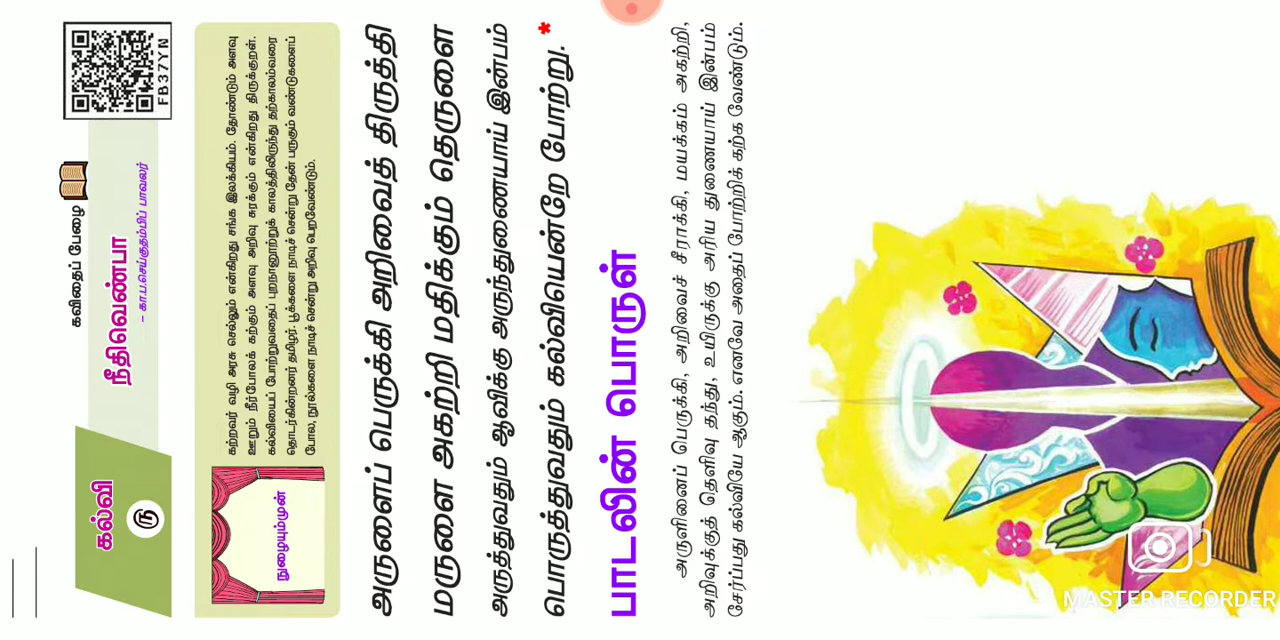 கல்வி
௫
கவிதைப் பேழை
நீதிவெண்பா
– கா.ப.செய்குதம்பிப் பாவலர்
FB37YN
நுழையும்முன்
கற்றவர் வழி அரசு செல்லும் என்கிறது சங்க இலக்கியம். தோண்டும் அளவு
ஊறும் நீர்போலக் கற்கும் அளவு அறிவு சுரக்கும் என்கிறது திருக்குறள்.
கல்வியைப் போற்றுவதைப் புறநானூற்றுக் காலத்திலிருந்து தற்காலம்வரை
தொடர்கின்றனர் தமிழர். பூக்களை நாடிச் சென்று தேன் பருகும் வண்டுகளைப்
போல, நூல்களை நாடிச் சென்று அறிவு பெறவேண்டும்.
அருளைப் பெருக்கி அறிவைத் திருத்தி
மருளை அகற்றி மதிக்கும் தெருளை
அருத்துவதும் ஆவிக்கு அருந்துணையாய் இன்பம்
பொருத்துவதும் கல்வியென்றே போற்று. *
பாடலின் பொருள்
அருளினைப் பெருக்கி, அறிவைச் சீராக்கி, மயக்கம் அகற்றி,
அறிவுக்குத் தெளிவு தந்து, உயிருக்கு அரிய துணையாய் இன்பம்
சேர்ப்பது கல்வியே ஆகும். எனவே அதைப் போற்றிக் கற்க வேண்டும்.
MASTER RECORDER